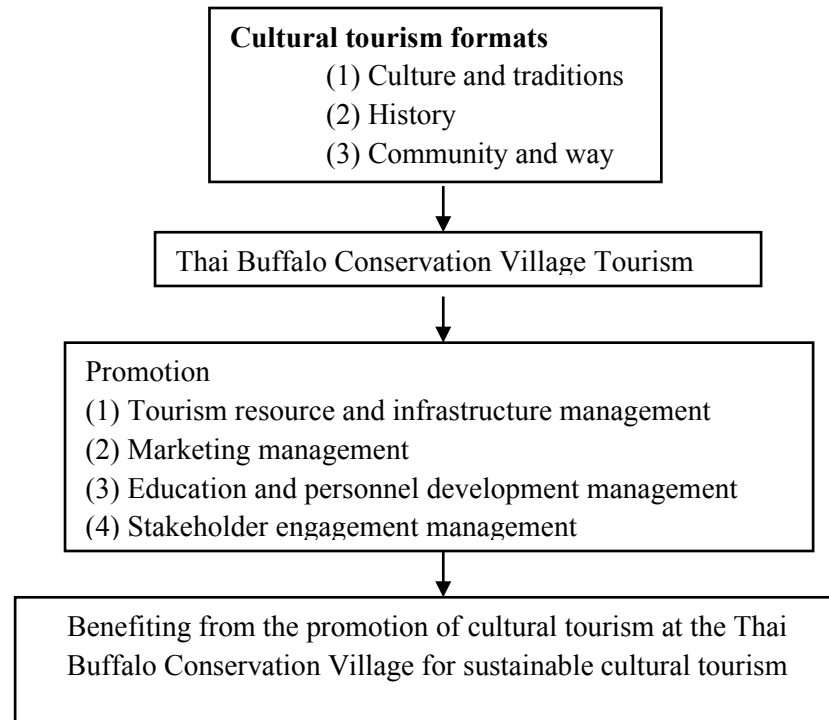 Cultural tourism formats
(1) Culture and traditions
(2) History
(3) Community and way
Thai Buffalo Conservation Village Tourism
Promotion
(1) Tourism resource and infrastructure management
(2) Marketing management
(3) Education and personnel development management
(4) Stakeholder engagement management
Benefiting from the promotion of cultural tourism at the Thai
Buffalo Conservation Village for sustainable cultural tourism